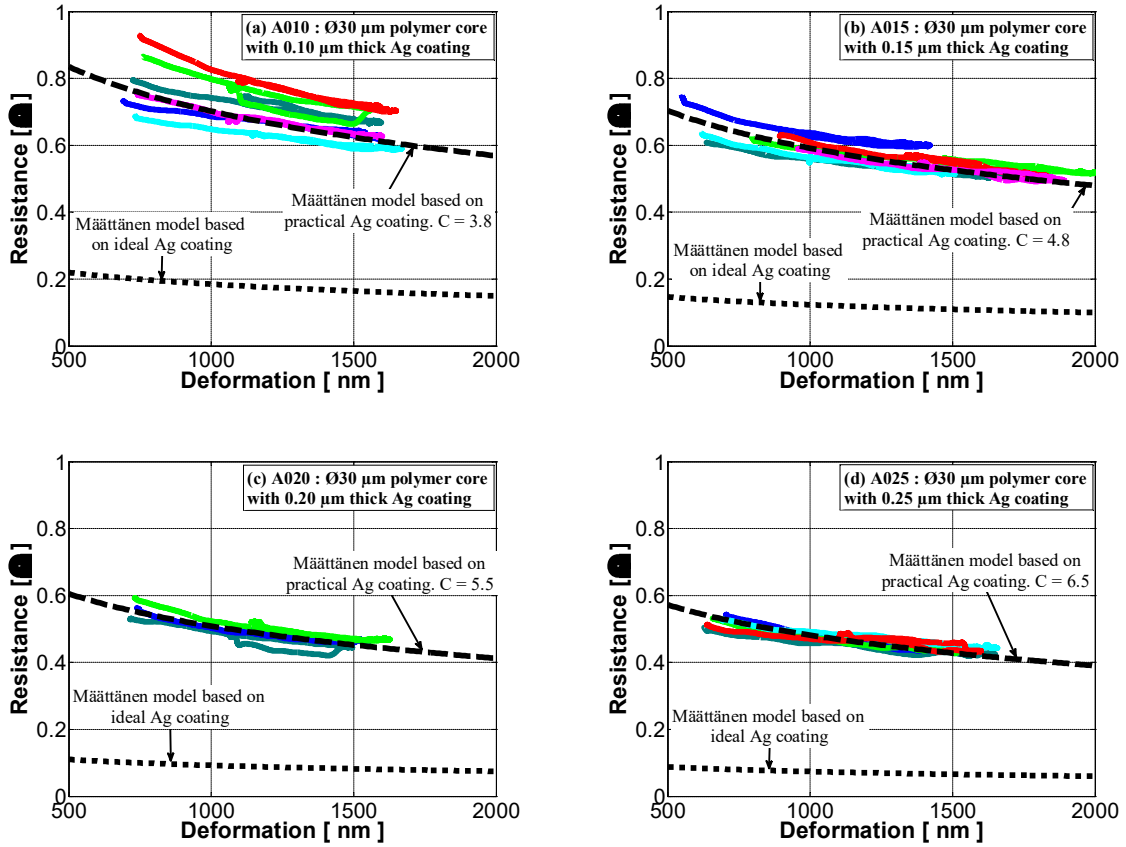 (a) A010 : Ø30 µm polymer core
with 0.10 µm thick Ag coating
Resistance [
1
0.8
0.6
0.4
0.2
0
Määttänen model based on
practical Ag coating. C = 3.8
Määttänen model based
on ideal Ag coating
500 1000 1500 2000
Deformation [ nm ]
(b) A015 : Ø30 µm polymer core
with 0.15 µm thick Ag coating
Resistance [
1
0.8
0.6
0.4
0.2
0
Määttänen model based on
practical Ag coating. C = 4.8
Määttänen model based
on ideal Ag coating
500 1000 1500 2000
Deformation [ nm ]
(c) A020 : Ø30 µm polymer core
with 0.20 µm thick Ag coating
Resistance [
1
0.8
0.6
0.4
0.2
0
Määttänen model based on
practical Ag coating. C = 5.5
Määttänen model based on
ideal Ag coating
500 1000 1500 2000
Deformation [ nm ]
(d) A025 : Ø30 µm polymer core
with 0.25 µm thick Ag coating
Resistance [
1
0.8
0.6
0.4
0.2
0
Määttänen model based on
practical Ag coating. C = 6.5
Määttänen model based on
ideal Ag coating
500 1000 1500 2000
Deformation [ nm ]